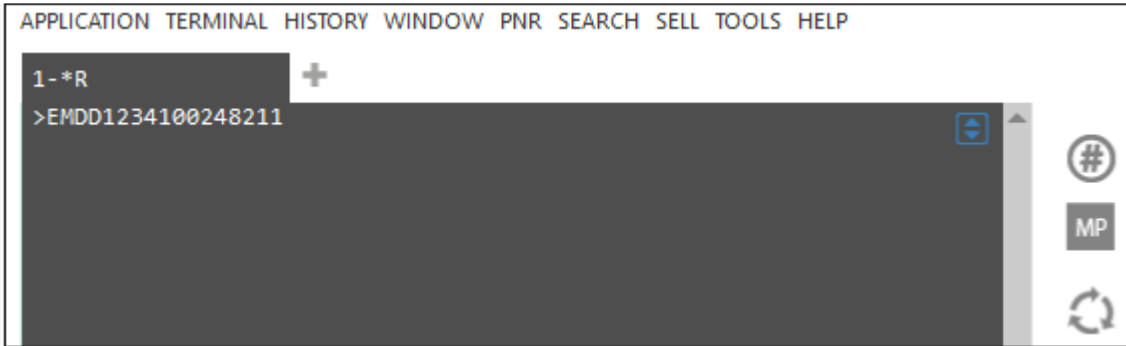 APPLICATION TERMINAL HISTORY WINDOW PNR SEARCH SELL TOOLS HELP
1-*R
>EMDD1234100248211
#
MP